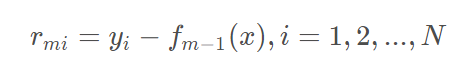 r_{mi} = y_i − f_{m−1}(x), i = 1, 2, ..., N